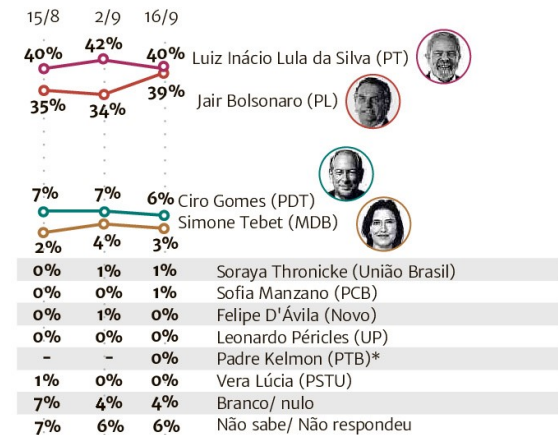 15/8 2/9 16/9
40% 42% 40% Luiz Inácio Lula da Silva (PT)
35% 34% 39% Jair Bolsonaro (PL)
7% 7% 6% Ciro Gomes (PDT)
2% 4% 3% Simone Tebet (MDB)
0% 1% 1% Soraya Thronicke (União Brasil)
0% 0% 1% Sofia Manzano (PCB)
0% 1% 0% Felipe D'Ávila (Novo)
0% 0% 0% Leonardo Péricles (UP)
- - 0% Padre Kelmon (PTB)*
1% 0% 0% Vera Lúcia (PSTU)
7% 4% 4% Branco/ nulo
7% 6% 6% Não sabe/ Não respondeu